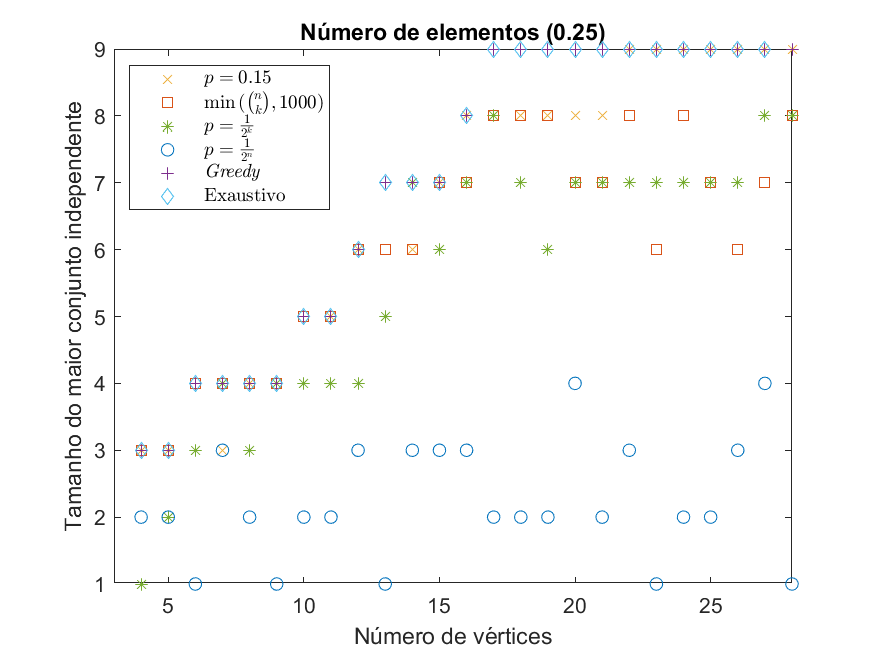 Número de elementos (0.25)
9
8
7
6
5
4
3
2
1
p = 0.15
min((n k), 1000)
p = 1/2^k
p = 1/2^n
Greedy
Exaustivo
Tamanho do maior conjunto independente
5 10 15 20 25
Número de vértices